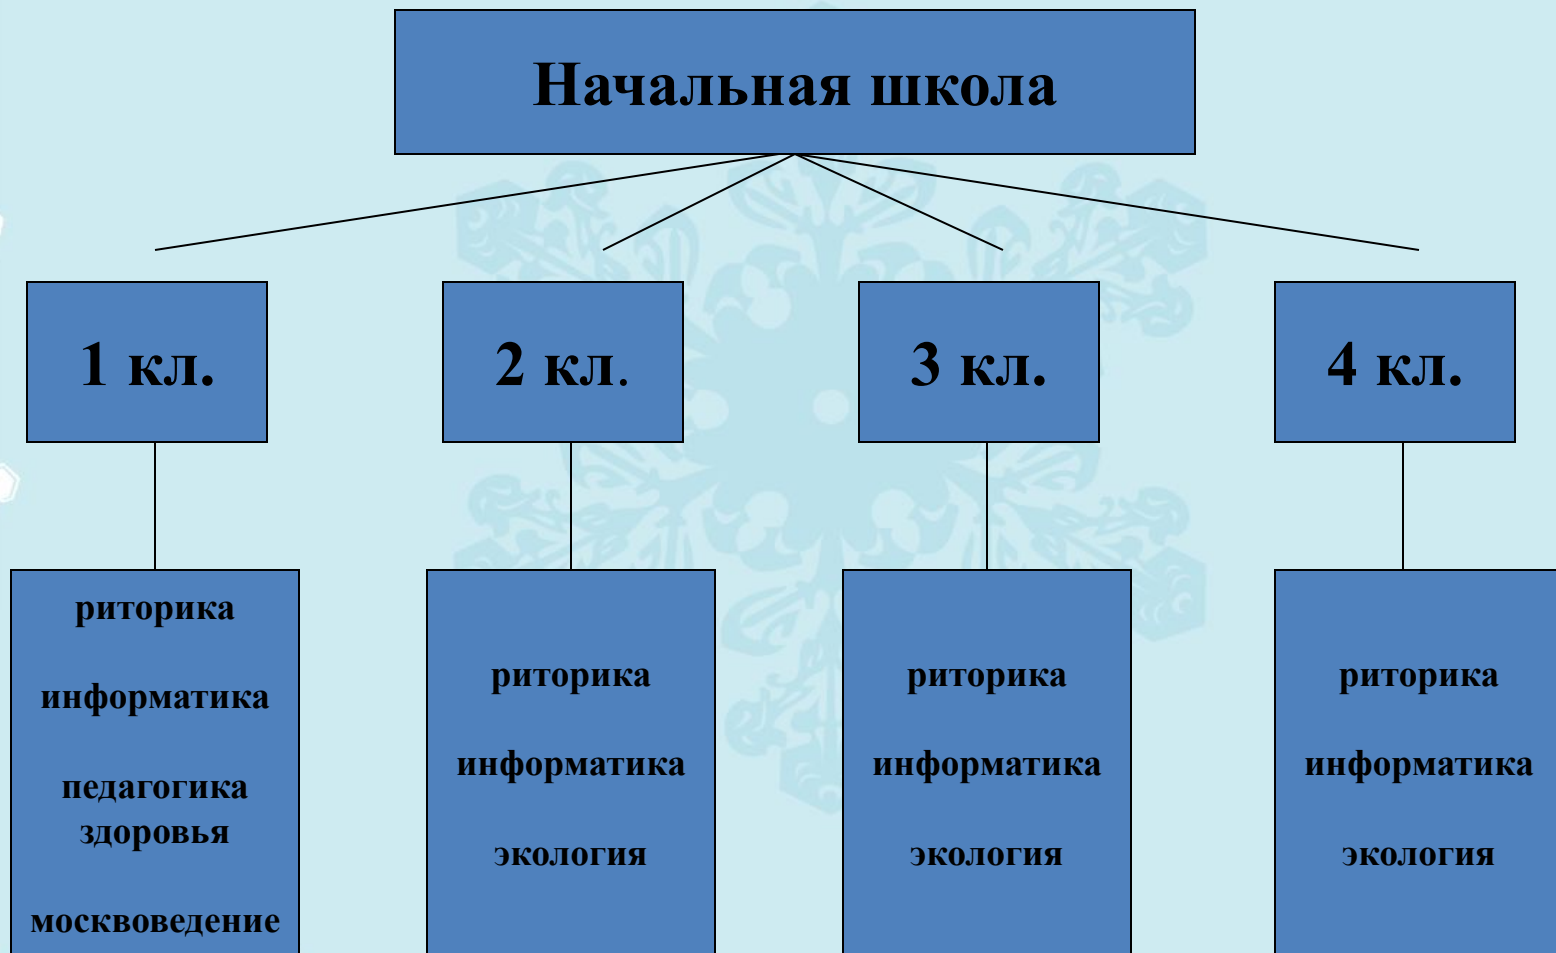 Начальная школа
1 кл.
2 кл.
3 кл.
4 кл.
риторика
информатика
педагогика
здоровья
москвоведение
риторика
информатика
экология
риторика
информатика
экология
риторика
информатика
экология